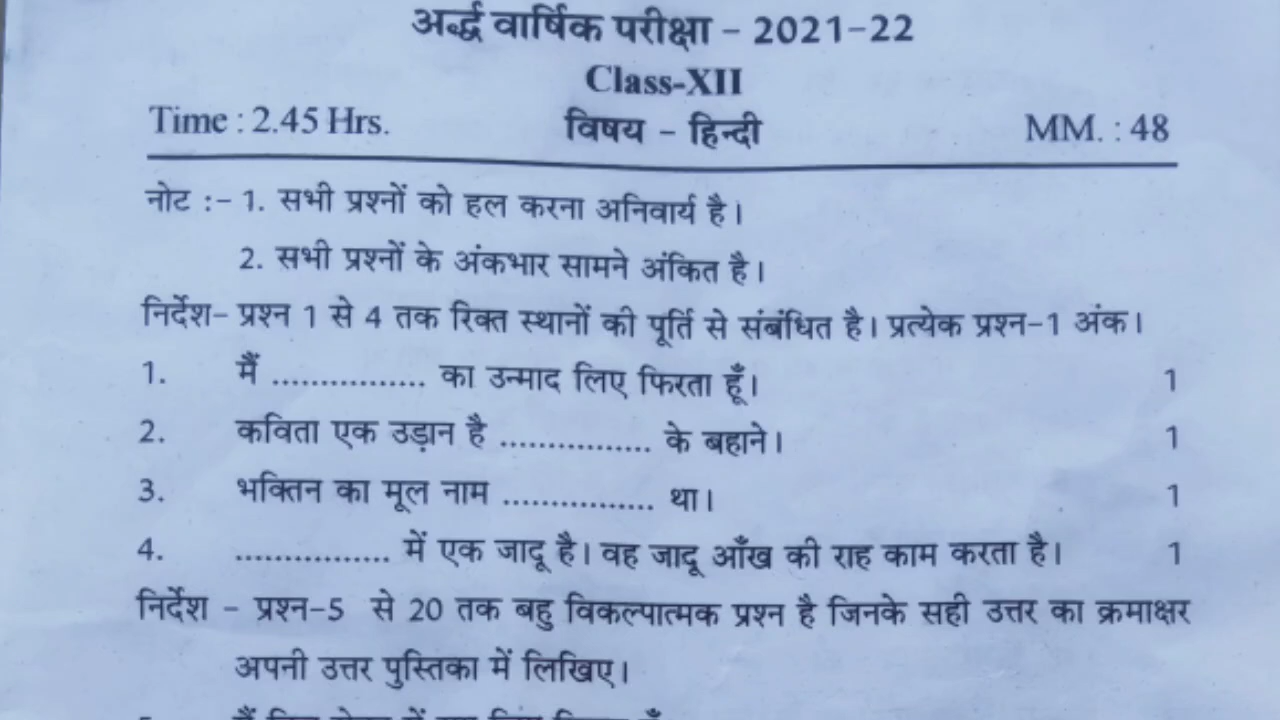 अर्द्ध वार्षिक परीक्षा - 2021-22
Class-XII
Time : 2.45 Hrs. विषय - हिन्दी MM. : 48
नोट :- 1. सभी प्रश्नों को हल करना अनिवार्य है।
2. सभी प्रश्नों के अंकभार सामने अंकित है।
निर्देश- प्रश्न 1 से 4 तक रिक्त स्थानों की पूर्ति से संबंधित है। प्रत्येक प्रश्न-1 अंक।
1. मैं ................ का उन्माद लिए फिरता हूँ। 1
2. कविता एक उड़ान है ................ के बहाने। 1
3. भक्तिन का मूल नाम ................ था। 1
4. ................ में एक जादू है। वह जादू आँख की राह काम करता है। 1
निर्देश - प्रश्न-5 से 20 तक बहु विकल्पात्मक प्रश्न है जिनके सही उत्तर का क्रमाक्षर
अपनी उत्तर पुस्तिका में लिखिए।